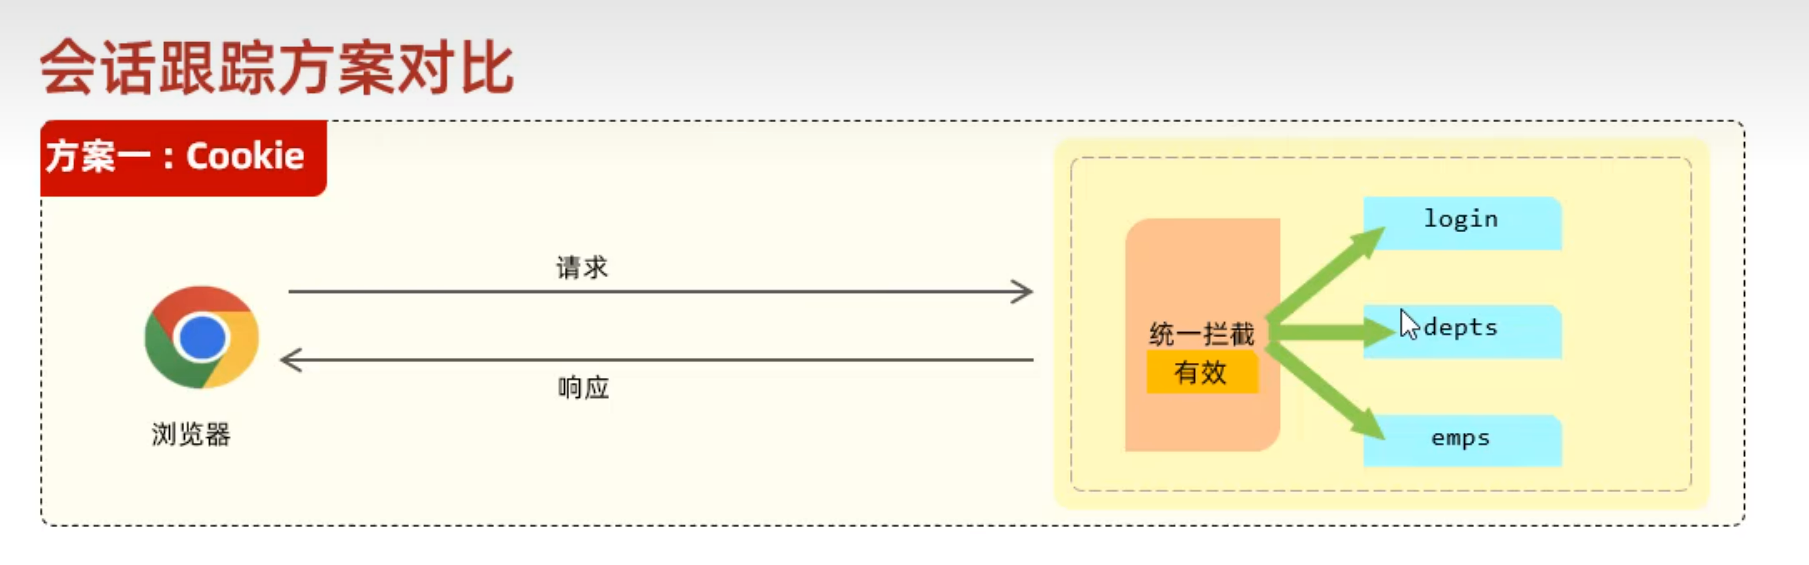 会话跟踪方案对比
方案一：Cookie
请求
响应
浏览器
统一拦截
有效
login
depts
emps